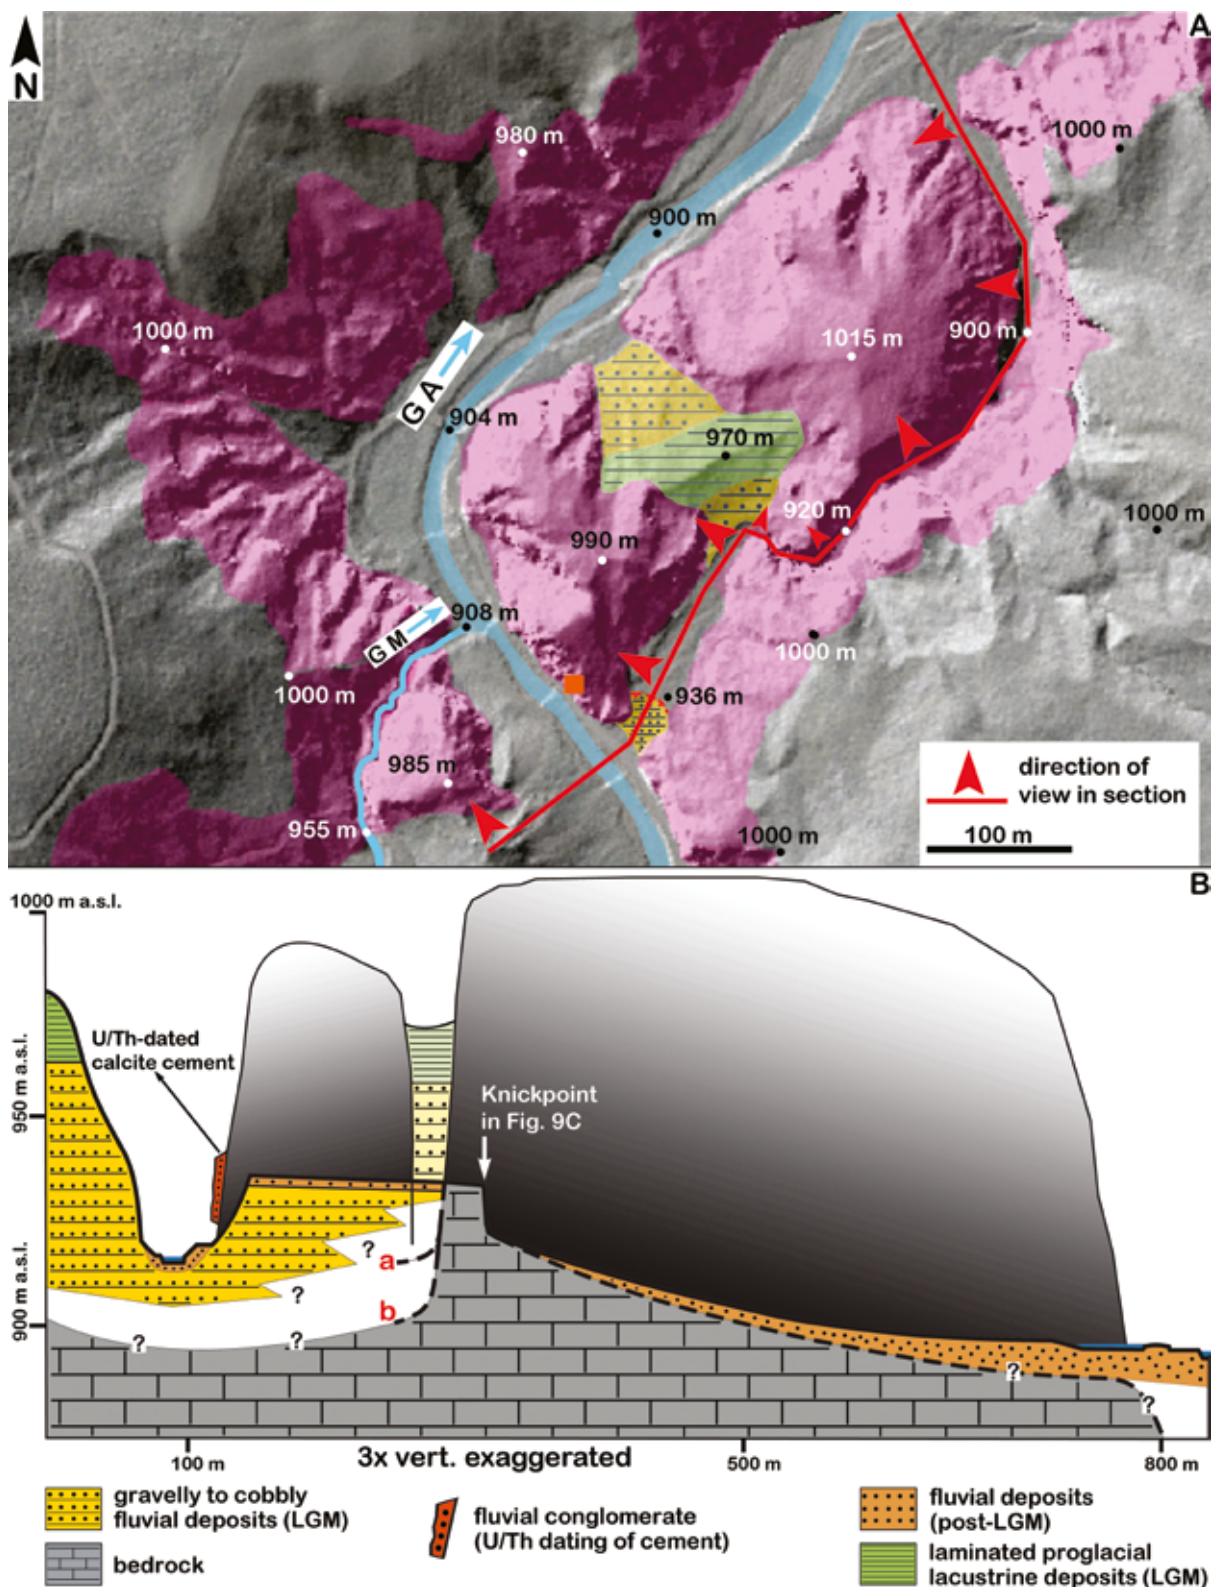 A
N
980 m
1000 m
900 m
1000 m
1015 m
900 m
G A
904 m
970 m
920 m
1000 m
990 m
908 m
G M
1000 m
1000 m
936 m
985 m
955 m
1000 m
direction of
view in section
100 m
B
1000 m a.s.l.
950 m a.s.l.
900 m a.s.l.
U/Th-dated
calcite cement
Knickpoint
in Fig. 9C
?
a
?
b
?
?
?
?
100 m
3x vert. exaggerated
500 m
800 m
gravelly to cobbly
fluvial deposits (LGM)
bedrock
fluvial conglomerate
(U/Th dating of cement)
fluvial deposits
(post-LGM)
laminated proglacial
lacustrine deposits (LGM)